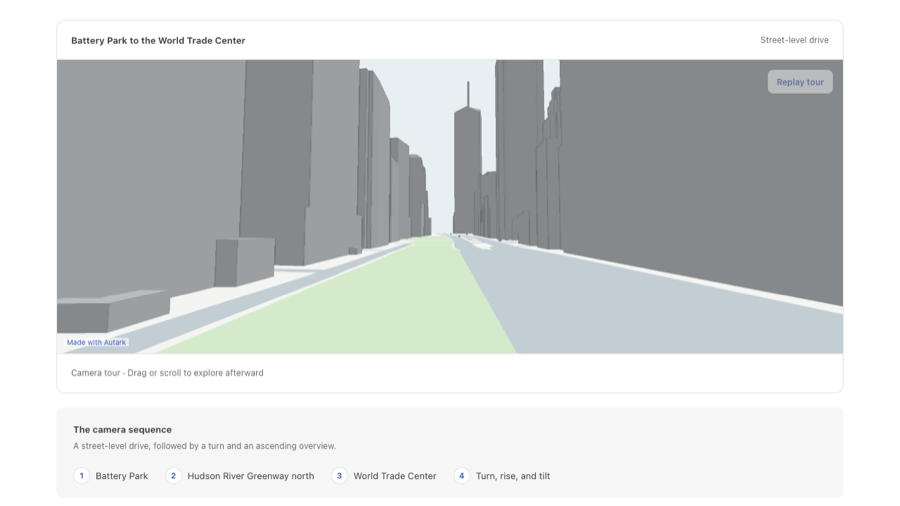 Battery Park to the World Trade Center
Street-level drive
Replay tour
Made with Autark
Camera tour · Drag or scroll to explore afterward
The camera sequence
A street-level drive, followed by a turn and an ascending overview.
1 Battery Park 2 Hudson River Greenway north 3 World Trade Center 4 Turn, rise, and tilt